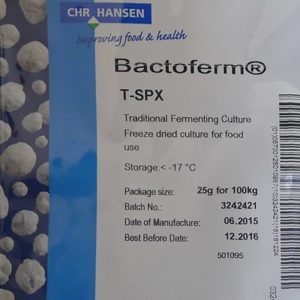 CHR HANSEN
Improving food & health
Bactoferm®
T-SPX
Traditional Fermenting Culture
Freeze dried culture for food
use
Storage:< -17 °C
Package size: 25g for 100kg
Batch No.: 3242421
Date of Manufacture: 06.2015
Best Before Date: 12.2016
501095